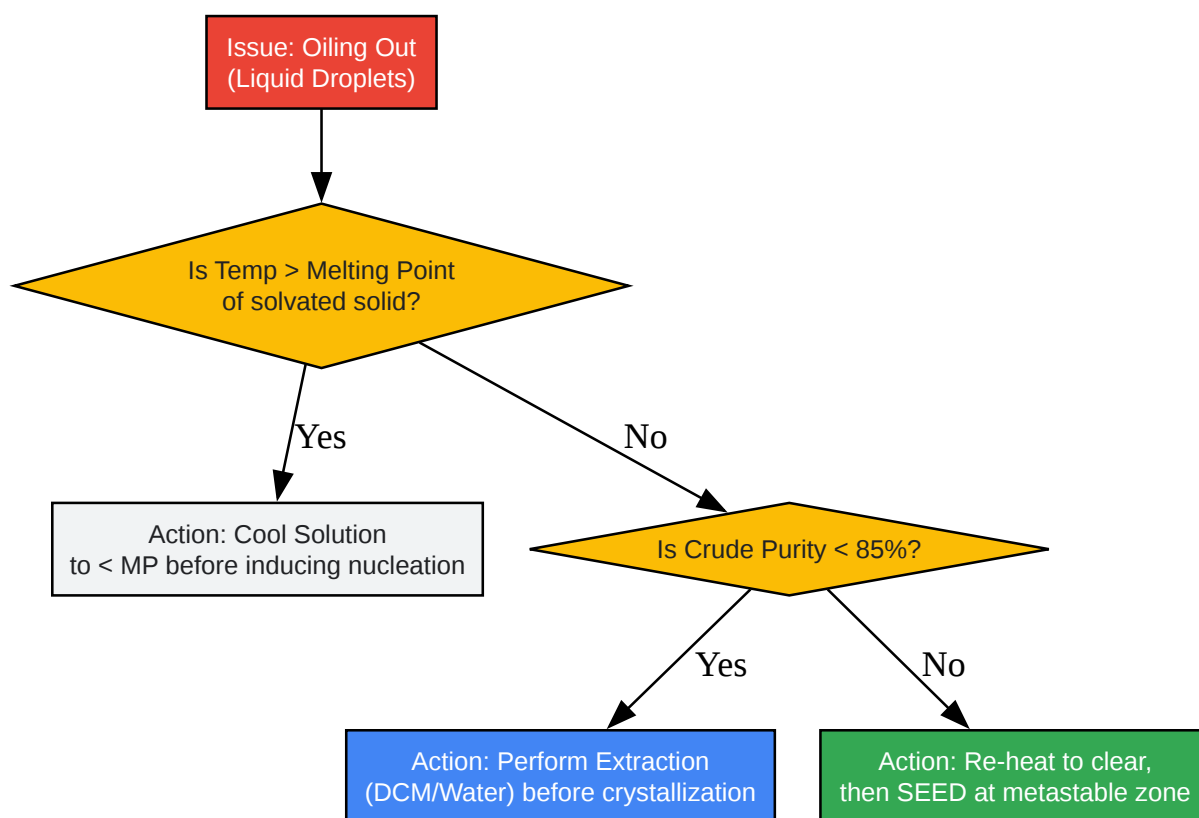 Issue: Oiling Out
(Liquid Droplets)
Is Temp > Melting Point
of solvated solid?
Yes
No
Action: Cool Solution
to < MP before inducing nucleation
Is Crude Purity < 85%?
Yes
No
Action: Perform Extraction
(DCM/Water) before crystallization
Action: Re-heat to clear,
then SEED at metastable zone